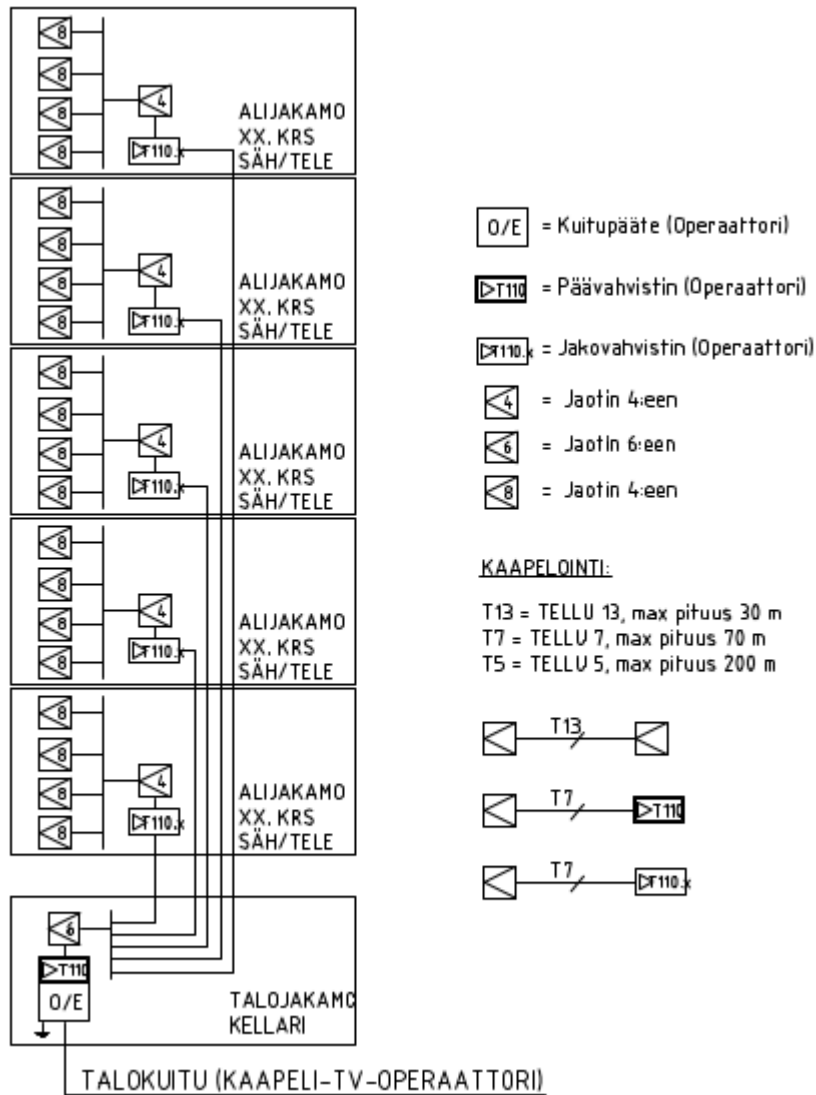 8
8
8
8
4
T110.x
ALIJAKAMO
XX. KRS
SÄH/TELE
8
8
8
8
4
T110.x
ALIJAKAMO
XX. KRS
SÄH/TELE
8
8
8
8
4
T110.x
ALIJAKAMO
XX. KRS
SÄH/TELE
8
8
8
8
4
T110.x
ALIJAKAMO
XX. KRS
SÄH/TELE
8
8
8
8
4
T110.x
ALIJAKAMO
XX. KRS
SÄH/TELE
6
T110
O/E
TALOJAKAMO
KELLARI
TALOKUITU (KAAPELI-TV-OPERAATTORI)
O/E = Kuitupääte (Operaattori)
T110 = Päävahvistin (Operaattori)
T110.x = Jakovahvistin (Operaattori)
4 = Jaotin 4:een
6 = Jaotin 6:een
8 = Jaotin 4:een
KAAPELOINTI:
T13 = TELLU 13, max pituus 30 m
T7 = TELLU 7, max pituus 70 m
T5 = TELLU 5, max pituus 200 m
T13
T7
T110
T7
T110.x